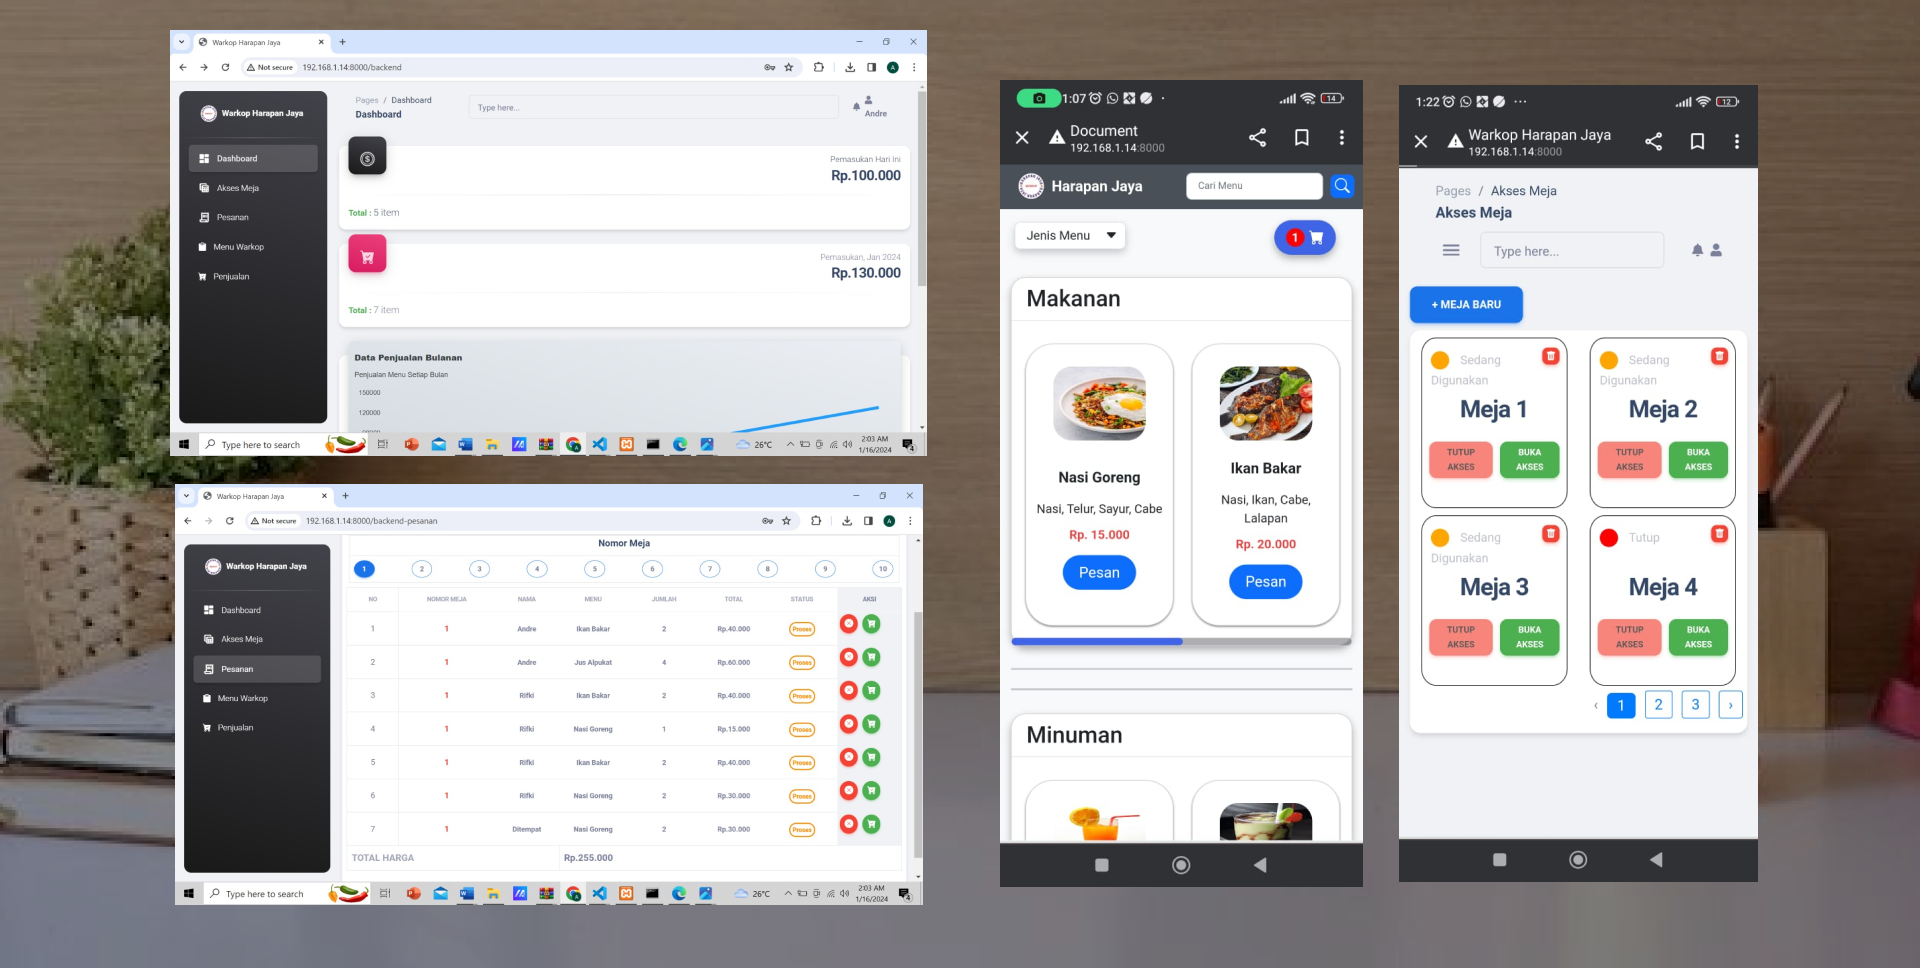 Warkop Harapan Jaya
Not secure 192.168.1.14:8000/backend
Warkop Harapan Jaya
Dashboard
Akses Meja
Pesanan
Menu Warkop
Penjualan
Pages / Dashboard
Dashboard
Type here...
Andre
Pemasukan Hari Ini
Rp.100.000
Total : 5 item
Pemasukan, Jan 2024
Rp.130.000
Total : 7 item
Data Penjualan Bulanan
Penjualan Menu Setiap Bulan
150000
120000
Type here to search
26°C
2:03 AM
1/16/2024
4
Warkop Harapan Jaya
Not secure 192.168.1.14:8000/backend-pesanan
Warkop Harapan Jaya
Dashboard
Akses Meja
Pesanan
Menu Warkop
Penjualan
Nomor Meja
1 2 3 4 5 6 7 8 9 10
NO NOMOR MEJA NAMA MENU JUMLAH TOTAL STATUS AKSI
1 1 Andre Ikan Bakar 2 Rp.40.000 Proses
2 1 Andre Jus Alpukat 4 Rp.60.000 Proses
3 1 Rifki Ikan Bakar 2 Rp.40.000 Proses
4 1 Rifki Nasi Goreng 1 Rp.15.000 Proses
5 1 Rifki Ikan Bakar 2 Rp.40.000 Proses
6 1 Rifki Nasi Goreng 2 Rp.30.000 Proses
7 1 Ditempat Nasi Goreng 2 Rp.30.000 Proses
TOTAL HARGA Rp.255.000
Type here to search
26°C
2:03 AM
1/16/2024
4
1:07
14
Document
192.168.1.14:8000
Harapan Jaya
Cari Menu
Jenis Menu
1
Makanan
Nasi Goreng
Nasi, Telur, Sayur, Cabe
Rp. 15.000
Pesan
Ikan Bakar
Nasi, Ikan, Cabe,
Lalapan
Rp. 20.000
Pesan
Minuman
1:22
12
Warkop Harapan Jaya
192.168.1.14:8000
Pages / Akses Meja
Akses Meja
Type here...
+ MEJA BARU
Sedang
Digunakan
Meja 1
TUTUP
AKSES
BUKA
AKSES
Sedang
Digunakan
Meja 2
TUTUP
AKSES
BUKA
AKSES
Sedang
Digunakan
Meja 3
TUTUP
AKSES
BUKA
AKSES
Tutup
Meja 4
TUTUP
AKSES
BUKA
AKSES
‹ 1 2 3 ›